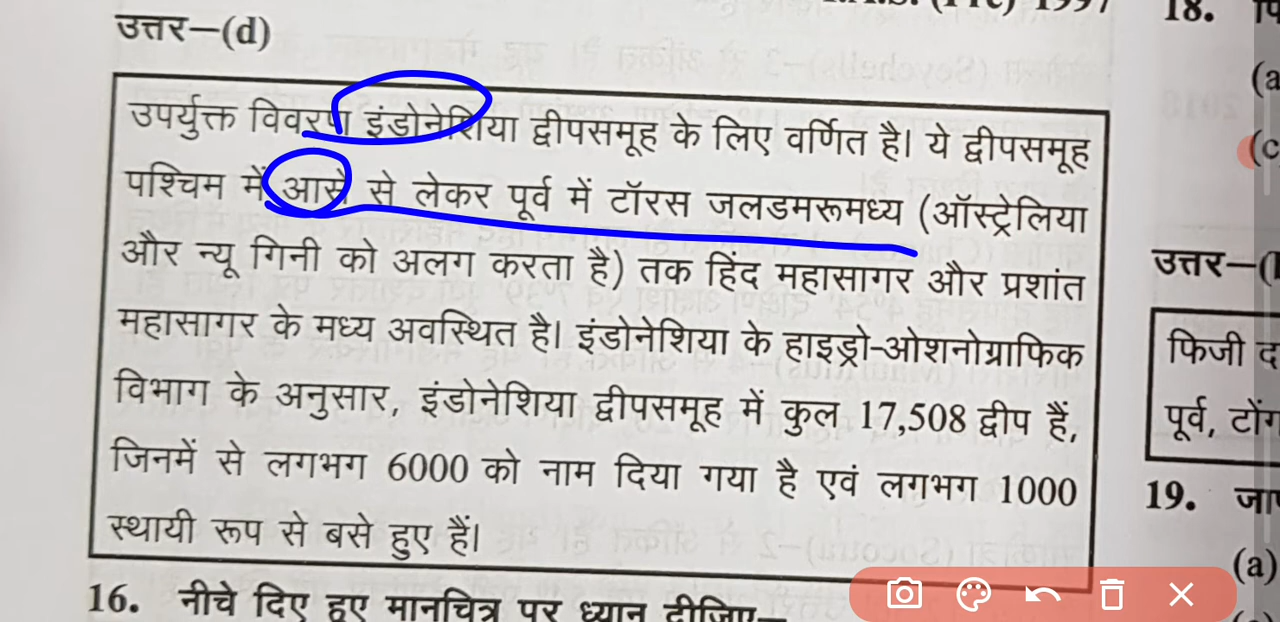 उत्तर–(d)
उपर्युक्त विवरण इंडोनेशिया द्वीपसमूह के लिए वर्णित है। ये द्वीपसमूह
पश्चिम में आसे से लेकर पूर्व में टॉरस जलडमरूमध्य (ऑस्ट्रेलिया
और न्यू गिनी को अलग करता है) तक हिंद महासागर और प्रशांत
महासागर के मध्य अवस्थित है। इंडोनेशिया के हाइड्रो-ओशनोग्राफिक
विभाग के अनुसार, इंडोनेशिया द्वीपसमूह में कुल 17,508 द्वीप हैं,
जिनमें से लगभग 6000 को नाम दिया गया है एवं लगभग 1000
स्थायी रूप से बसे हुए हैं।
16. नीचे दिए हुए मानचित्र पर ध्यान दीजिए–
18.
(a
(c
उत्तर–(
फिजी
पूर्व,
19.
(a)